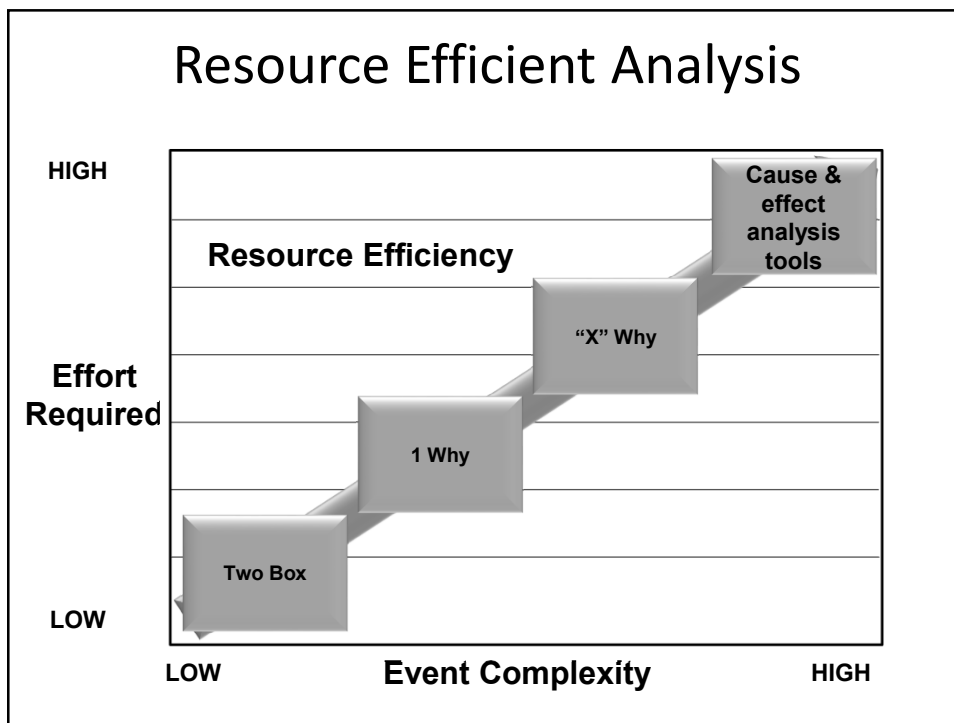 Resource Efficient Analysis
HIGH
Cause &
effect
analysis
tools
Resource Efficiency
“X” Why
Effort
Required
1 Why
Two Box
LOW
LOW
Event Complexity
HIGH